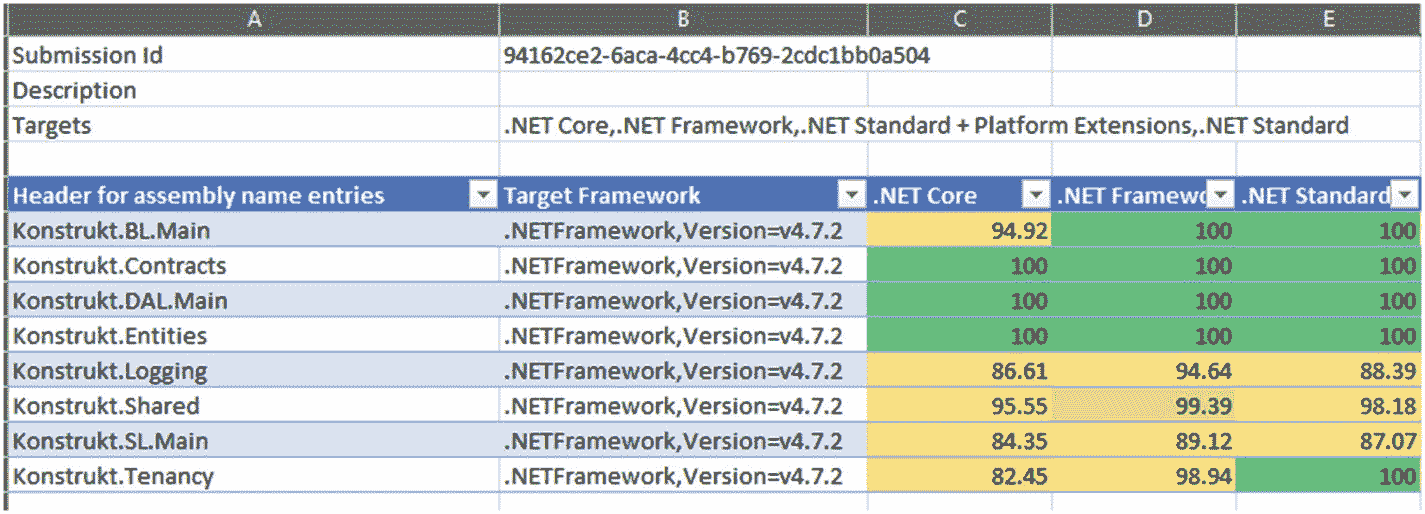 A B C D E
Submission Id 94162ce2-6aca-4cc4-b769-2cdc1bb0a504
Description
Targets .NET Core,.NET Framework,.NET Standard + Platform Extensions,.NET Standard
Header for assembly name entries Target Framework .NET Core .NET Framewo .NET Standard
Konstrukt.BL.Main .NETFramework,Version=v4.7.2 94.92 100 100
Konstrukt.Contracts .NETFramework,Version=v4.7.2 100 100 100
Konstrukt.DAL.Main .NETFramework,Version=v4.7.2 100 100 100
Konstrukt.Entities .NETFramework,Version=v4.7.2 100 100 100
Konstrukt.Logging .NETFramework,Version=v4.7.2 86.61 94.64 88.39
Konstrukt.Shared .NETFramework,Version=v4.7.2 95.55 99.39 98.18
Konstrukt.SL.Main .NETFramework,Version=v4.7.2 84.35 89.12 87.07
Konstrukt.Tenancy .NETFramework,Version=v4.7.2 82.45 98.94 100